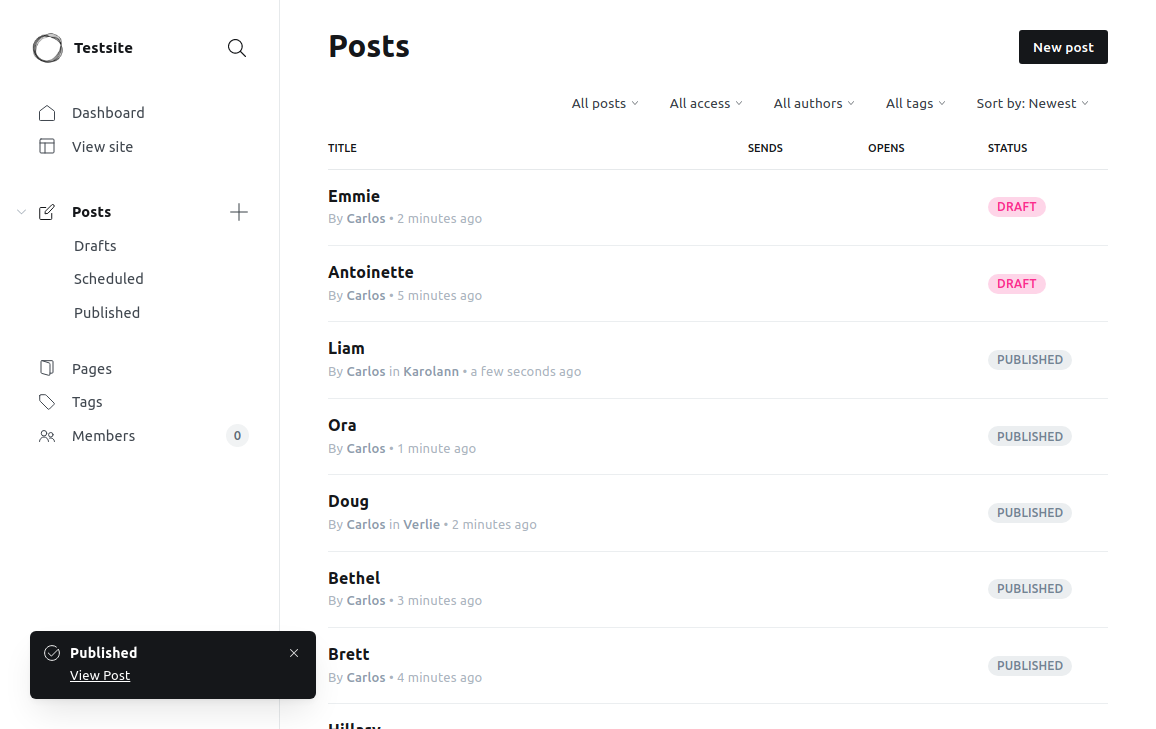 Testsite
Dashboard
View site
Posts
Drafts
Scheduled
Published
Pages
Tags
Members 0
Published
View Post
Posts
New post
All posts All access All authors All tags Sort by: Newest
TITLE SENDS OPENS STATUS
Emmie
By Carlos • 2 minutes ago
DRAFT
Antoinette
By Carlos • 5 minutes ago
DRAFT
Liam
By Carlos in Karolann • a few seconds ago
PUBLISHED
Ora
By Carlos • 1 minute ago
PUBLISHED
Doug
By Carlos in Verlie • 2 minutes ago
PUBLISHED
Bethel
By Carlos • 3 minutes ago
PUBLISHED
Brett
By Carlos • 4 minutes ago
PUBLISHED